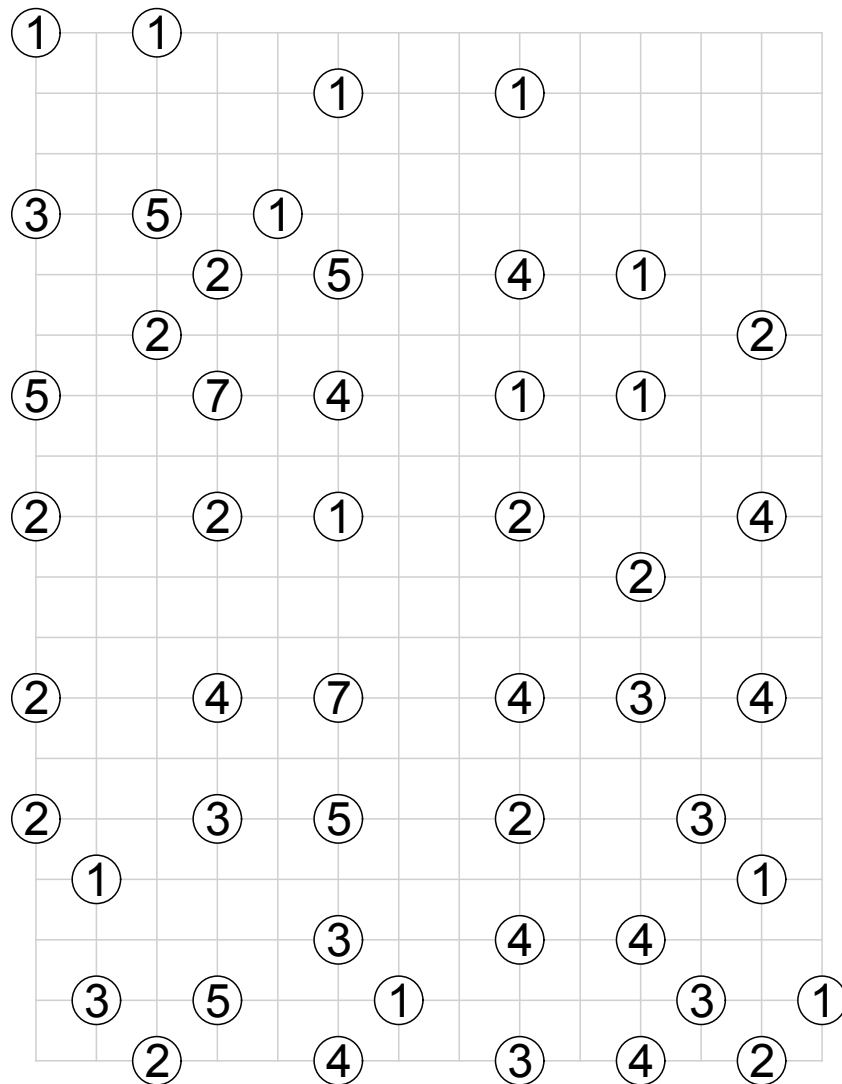 1 1
1 1
3 5 1
2 5 4 1
2 2
5 7 4 1 1
2 2 1 2 4
2
2 4 7 4 3 4
2 3 5 2 3
1 1
3 4 4
3 5 1 3 1
2 4 3 4 2